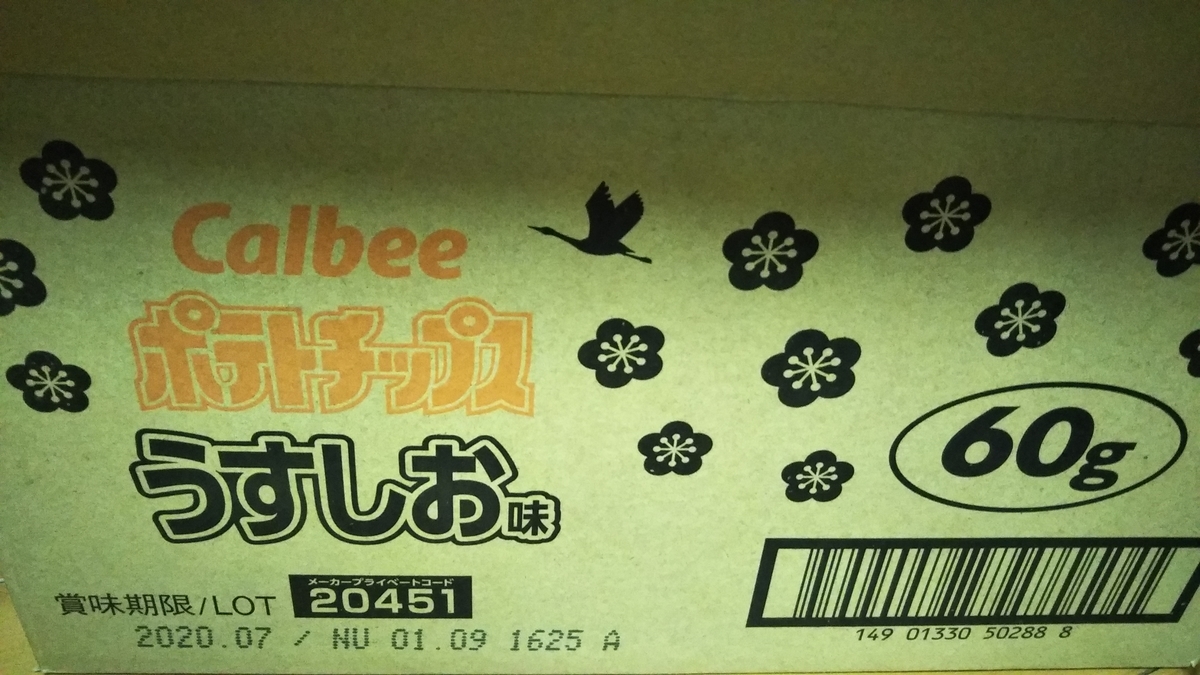 Calbee
ポテトチップス
うすしお味
60g
メーカープライベートコード
賞味期限/LOT 20451
2020.07 / NU 01.09 1625 A
149 01330 50288 8